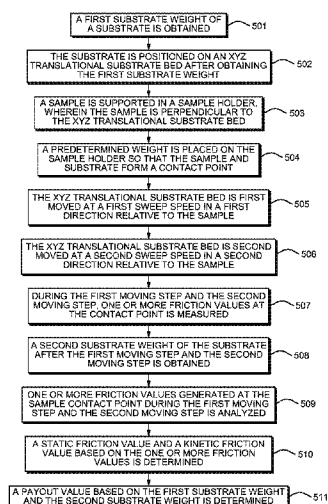 A FIRST SUBSTRATE WEIGHT OF
A SUBSTRATE IS OBTAINED
501
THE SUBSTRATE IS POSITIONED ON AN XYZ
TRANSLATIONAL SUBSTRATE BED AFTER OBTAINING
THE FIRST SUBSTRATE WEIGHT
502
A SAMPLE IS SUPPORTED IN A SAMPLE HOLDER,
WHEREIN THE SAMPLE IS PERPENDICULAR TO
THE XYZ TRANSLATIONAL SUBSTRATE BED
503
A PREDETERMINED WEIGHT IS PLACED ON THE
SAMPLE HOLDER SO THAT THE SAMPLE AND
SUBSTRATE FORM A CONTACT POINT
504
THE XYZ TRANSLATIONAL SUBSTRATE BED IS FIRST
MOVED AT A FIRST SWEEP SPEED IN A FIRST
DIRECTION RELATIVE TO THE SAMPLE
505
THE XYZ TRANSLATIONAL SUBSTRATE BED IS SECOND
MOVED AT A SECOND SWEEP SPEED IN A SECOND
DIRECTION RELATIVE TO THE SAMPLE
506
DURING THE FIRST MOVING STEP AND THE SECOND
MOVING STEP, ONE OR MORE FRICTION VALUES AT
THE CONTACT POINT IS MEASURED
507
A SECOND SUBSTRATE WEIGHT OF THE SUBSTRATE
AFTER THE FIRST MOVING STEP AND THE SECOND
MOVING STEP IS OBTAINED
508
ONE OR MORE FRICTION VALUES GENERATED AT THE
SAMPLE CONTACT POINT DURING THE FIRST MOVING
STEP AND THE SECOND MOVING STEP IS ANALYZED
509
A STATIC FRICTION VALUE AND A KINETIC FRICTION
VALUE BASED ON THE ONE OR MORE FRICTION
VALUES IS DETERMINED
510
A PAYOUT VALUE BASED ON THE FIRST SUBSTRATE WEIGHT
AND THE SECOND SUBSTRATE WEIGHT IS DETERMINED
511